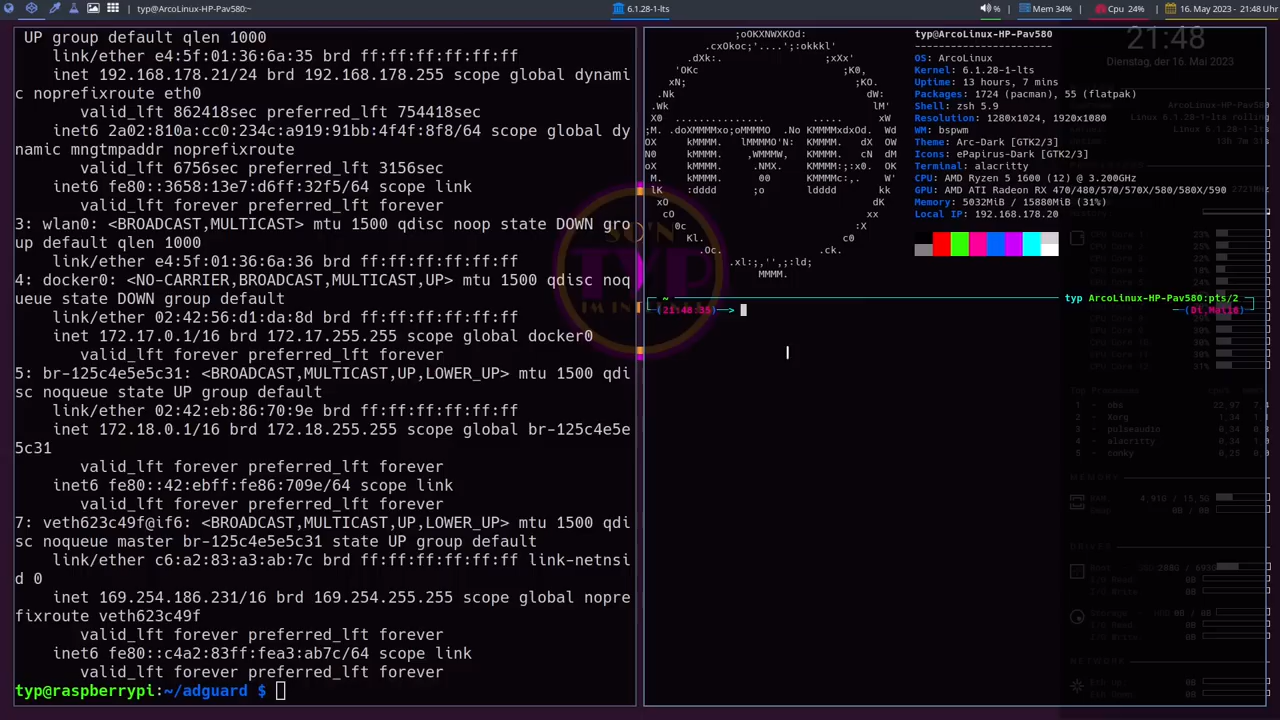 typ@ArcoLinux-HP-Pav580:~
6.1.28-1-lts
%
Mem 34%
Cpu 24%
16. May 2023 - 21:48 Uhr
UP group default qlen 1000
link/ether e4:5f:01:36:6a:35 brd ff:ff:ff:ff:ff:ff
inet 192.168.178.21/24 brd 192.168.178.255 scope global dynami
c noprefixroute eth0
valid_lft 862418sec preferred_lft 754418sec
inet6 2a02:810a:cc0:234c:a919:91bb:4f4f:8f8/64 scope global dy
namic mngtmpaddr noprefixroute
valid_lft 6756sec preferred_lft 3156sec
inet6 fe80::3658:13e7:d6ff:32f5/64 scope link
valid_lft forever preferred_lft forever
3: wlan0: <BROADCAST,MULTICAST> mtu 1500 qdisc noop state DOWN gro
up default qlen 1000
link/ether e4:5f:01:36:6a:36 brd ff:ff:ff:ff:ff:ff
4: docker0: <NO-CARRIER,BROADCAST,MULTICAST,UP> mtu 1500 qdisc noq
ueue state DOWN group default
link/ether 02:42:56:d1:da:8d brd ff:ff:ff:ff:ff:ff
inet 172.17.0.1/16 brd 172.17.255.255 scope global docker0
valid_lft forever preferred_lft forever
5: br-125c4e5e5c31: <BROADCAST,MULTICAST,UP,LOWER_UP> mtu 1500 qdi
sc noqueue state UP group default
link/ether 02:42:eb:86:70:9e brd ff:ff:ff:ff:ff:ff
inet 172.18.0.1/16 brd 172.18.255.255 scope global br-125c4e5e
5c31
valid_lft forever preferred_lft forever
inet6 fe80::42:ebff:fe86:709e/64 scope link
valid_lft forever preferred_lft forever
7: veth623c49f@if6: <BROADCAST,MULTICAST,UP,LOWER_UP> mtu 1500 qdi
sc noqueue master br-125c4e5e5c31 state UP group default
link/ether c6:a2:83:a3:ab:7c brd ff:ff:ff:ff:ff:ff link-netnsi
d 0
inet 169.254.186.231/16 brd 169.254.255.255 scope global nopre
fixroute veth623c49f
valid_lft forever preferred_lft forever
inet6 fe80::c4a2:83ff:fea3:ab7c/64 scope link
valid_lft forever preferred_lft forever
typ@raspberrypi:~/adguard $
typ@ArcoLinux-HP-Pav580
-----------------------
OS: ArcoLinux
Kernel: 6.1.28-1-lts
Uptime: 13 hours, 7 mins
Packages: 1724 (pacman), 55 (flatpak)
Shell: zsh 5.9
Resolution: 1280x1024, 1920x1080
WM: bspwm
Theme: Arc-Dark [GTK2/3]
Icons: ePapirus-Dark [GTK2/3]
Terminal: alacritty
CPU: AMD Ryzen 5 1600 (12) @ 3.200GHz
GPU: AMD ATI Radeon RX 470/480/570/570X/580/580X/590
Memory: 5032MiB / 15880MiB (31%)
Local IP: 192.168.178.20
~
typ ArcoLinux-HP-Pav580:pts/2
(21:48:35)—> 
(Di,Mai16)
21:48
Dienstag, der 16. Mai 2023
TYP
MEMORY
DRIVES
NETWORK